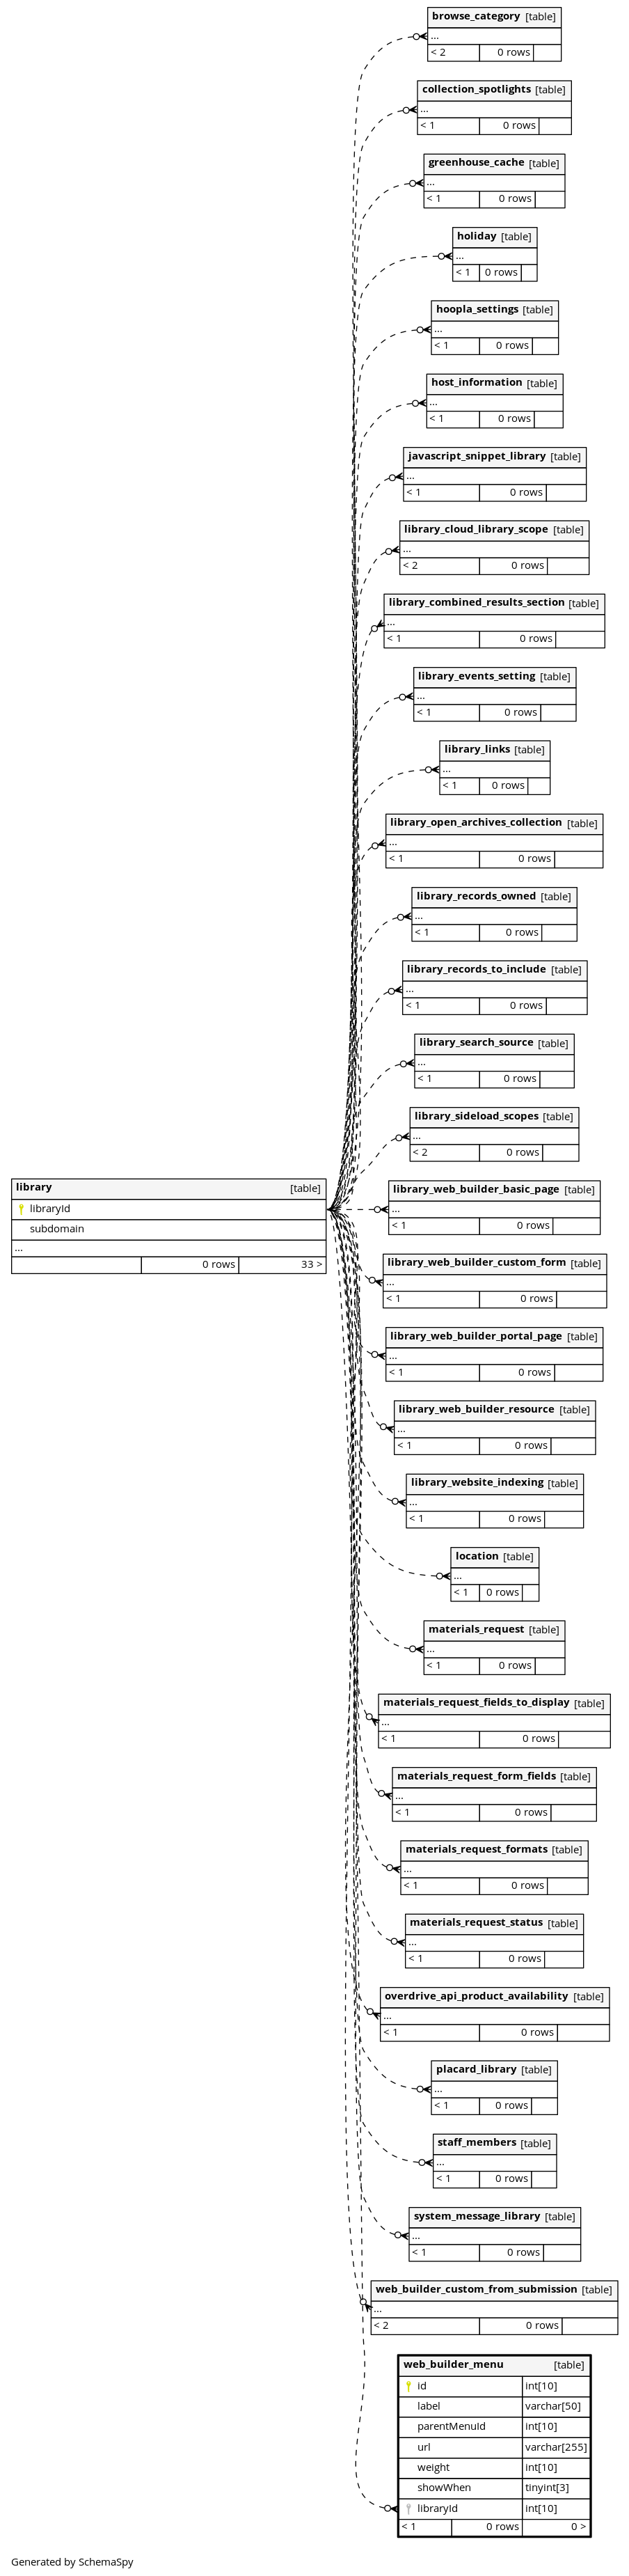 browse_category [table]
...
< 2 0 rows
collection_spotlights [table]
...
< 1 0 rows
greenhouse_cache [table]
...
< 1 0 rows
holiday [table]
...
< 1 0 rows
hoopla_settings [table]
...
< 1 0 rows
host_information [table]
...
< 1 0 rows
javascript_snippet_library [table]
...
< 1 0 rows
library_cloud_library_scope [table]
...
< 2 0 rows
library_combined_results_section [table]
...
< 1 0 rows
library_events_setting [table]
...
< 1 0 rows
library_links [table]
...
< 1 0 rows
library_open_archives_collection [table]
...
< 1 0 rows
library_records_owned [table]
...
< 1 0 rows
library_records_to_include [table]
...
< 1 0 rows
library_search_source [table]
...
< 1 0 rows
library_sideload_scopes [table]
...
< 2 0 rows
library [table]
libraryId
subdomain
...
0 rows 33 >
library_web_builder_basic_page [table]
...
< 1 0 rows
library_web_builder_custom_form [table]
...
< 1 0 rows
library_web_builder_portal_page [table]
...
< 1 0 rows
library_web_builder_resource [table]
...
< 1 0 rows
library_website_indexing [table]
...
< 1 0 rows
location [table]
...
< 1 0 rows
materials_request [table]
...
< 1 0 rows
materials_request_fields_to_display [table]
...
< 1 0 rows
materials_request_form_fields [table]
...
< 1 0 rows
materials_request_formats [table]
...
< 1 0 rows
materials_request_status [table]
...
< 1 0 rows
overdrive_api_product_availability [table]
...
< 1 0 rows
placard_library [table]
...
< 1 0 rows
staff_members [table]
...
< 1 0 rows
system_message_library [table]
...
< 1 0 rows
web_builder_custom_from_submission [table]
...
< 2 0 rows
web_builder_menu [table]
id int[10]
label varchar[50]
parentMenuId int[10]
url varchar[255]
weight int[10]
showWhen tinyint[3]
libraryId int[10]
< 1 0 rows 0 >
Generated by SchemaSpy